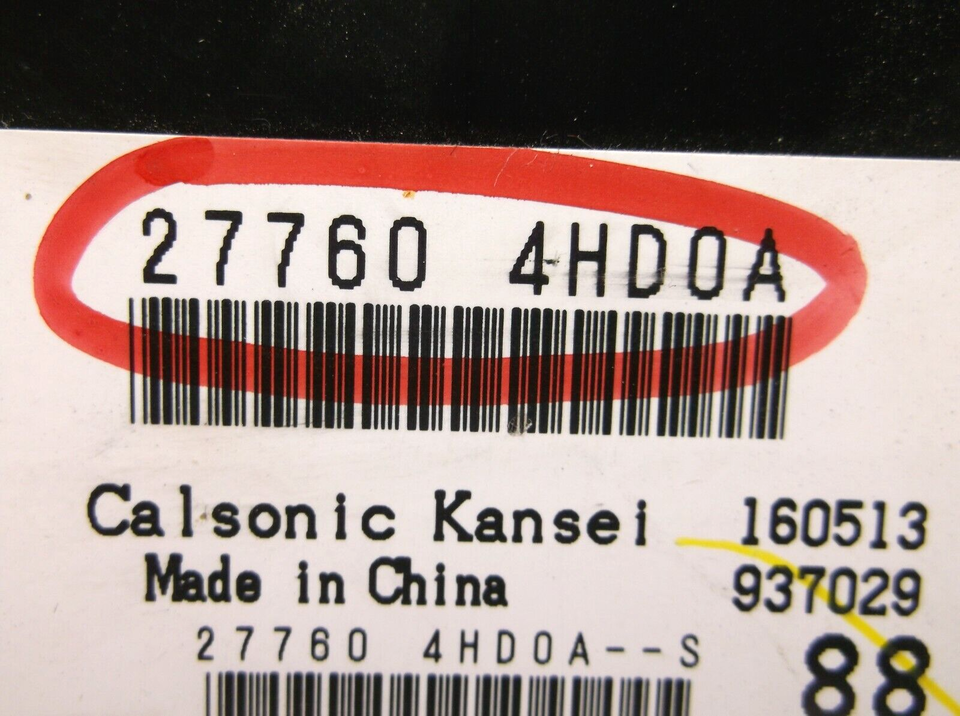 27760 4HD0A
Calsonic Kansei 160513
Made in China 937029
27760 4HD0A--S
88